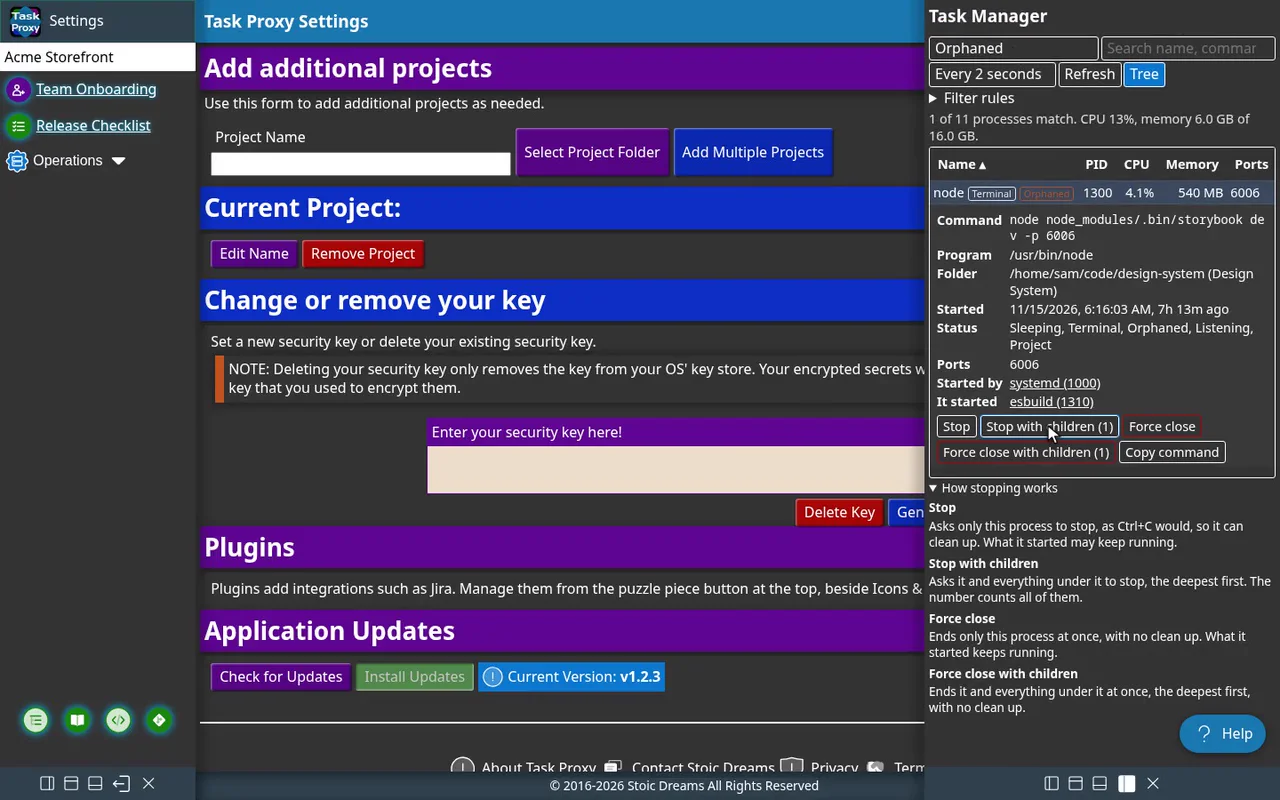 Task Proxy
Settings
Acme Storefront
Team Onboarding
Release Checklist
Operations
Task Proxy Settings
Add additional projects
Use this form to add additional projects as needed.
Project Name
Select Project Folder
Add Multiple Projects
Current Project:
Edit Name
Remove Project
Change or remove your key
Set a new security key or delete your existing security key.
NOTE: Deleting your security key only removes the key from your OS' key store. Your encrypted secrets w
key that you used to encrypt them.
Enter your security key here!
Delete Key
Gen
Plugins
Plugins add integrations such as Jira. Manage them from the puzzle piece button at the top, beside Icons &
Application Updates
Check for Updates
Install Updates
Current Version: v1.2.3
About Task Proxy
Contact Stoic Dreams
Privacy
Term
© 2016-2026 Stoic Dreams All Rights Reserved
Task Manager
Orphaned
Search name, commar
Every 2 seconds
Refresh
Tree
Filter rules
1 of 11 processes match. CPU 13%, memory 6.0 GB of
16.0 GB.
Name PID CPU Memory Ports
node Terminal Orphaned 1300 4.1% 540 MB 6006
Command node node_modules/.bin/storybook de
v -p 6006
Program /usr/bin/node
Folder /home/sam/code/design-system (Design
System)
Started 11/15/2026, 6:16:03 AM, 7h 13m ago
Status Sleeping, Terminal, Orphaned, Listening,
Project
Ports 6006
Started by systemd (1000)
It started esbuild (1310)
Stop
Stop with children (1)
Force close
Force close with children (1)
Copy command
How stopping works
Stop
Asks only this process to stop, as Ctrl+C would, so it can
clean up. What it started may keep running.
Stop with children
Asks it and everything under it to stop, the deepest first. The
number counts all of them.
Force close
Ends only this process at once, with no clean up. What it
started keeps running.
Force close with children
Ends it and everything under it at once, the deepest first,
with no clean up.
Help